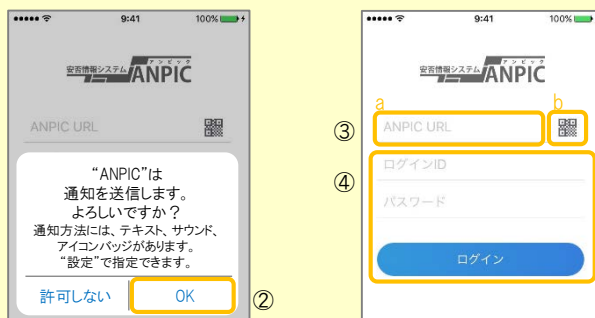 9:41 100%
安否情報システム アンピック
ANPIC
ANPIC URL
“ANPIC”は
通知を送信します。
よろしいですか？
通知方法には、テキスト、サウンド、
アイコンバッジがあります。
“設定”で指定できます。
許可しない OK
②
9:41 100%
安否情報システム アンピック
ANPIC
a b
③ ANPIC URL
④ ログインID
パスワード
ログイン